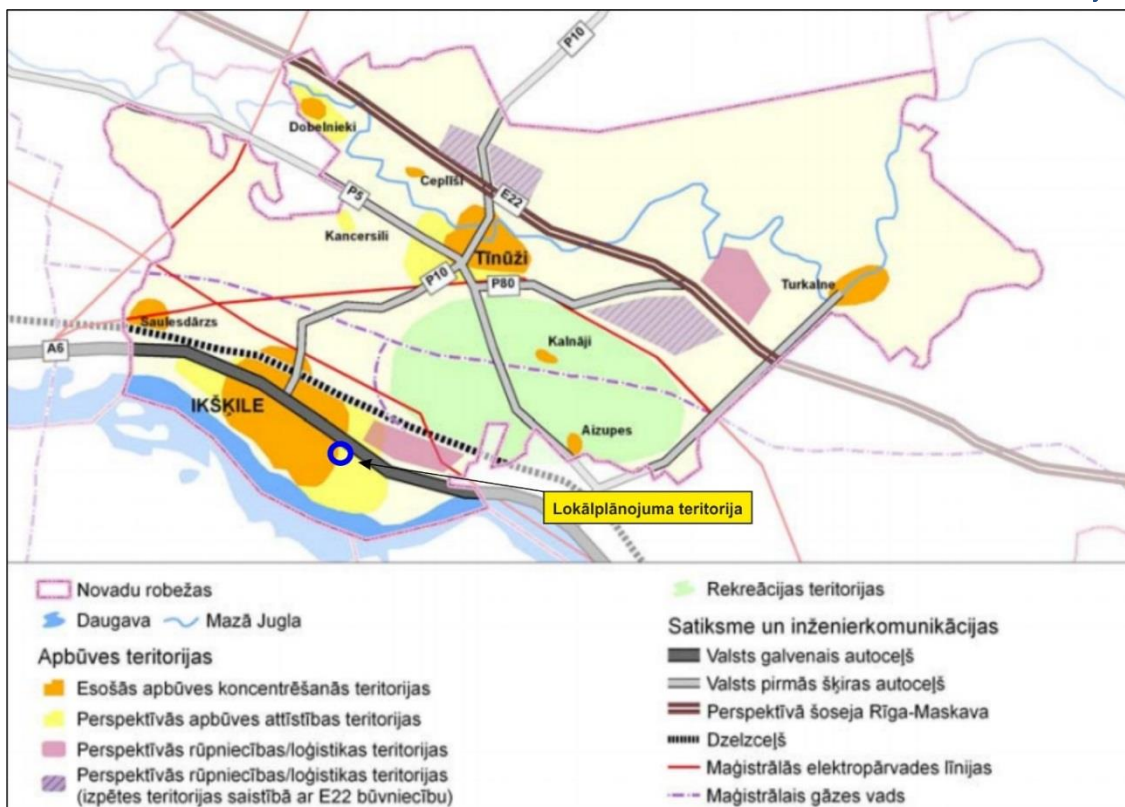 P10
Dobelnieki
Ceplīši
P5
E22
Kancersili
Tīnūži
P10
P80
Turkalne
Saulesdārzs
Kalnāji
A6
IKŠĶILE
Aizupes
Lokālplānojuma teritorija
Novadu robežas
Daugava Mazā Jugla
Apbūves teritorijas
Esošās apbūves koncentrēšanās teritorijas
Perspektīvās apbūves attīstības teritorijas
Perspektīvās rūpniecības/loģistikas teritorijas
Perspektīvās rūpniecības/loģistikas teritorijas
(izpētes teritorijas saistībā ar E22 būvniecību)
Rekreācijas teritorijas
Satiksme un inženierkomunikācijas
Valsts galvenais autoceļš
Valsts pirmās šķiras autoceļš
Perspektīvā šoseja Rīga-Maskava
Dzelzceļš
Maģistrālās elektropārvades līnijas
Maģistrālais gāzes vads